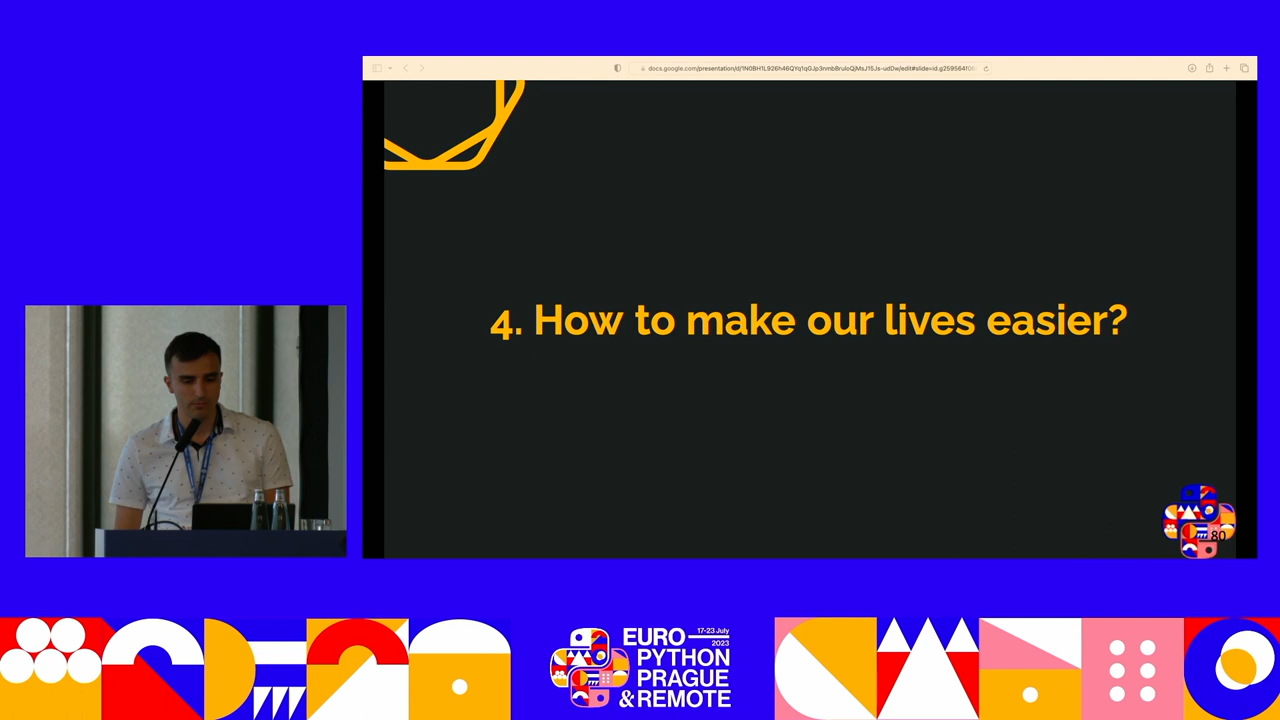 4. How to make our lives easier?
80
EURO
17-23 July
2023
PYTHON
PRAGUE
& REMOTE